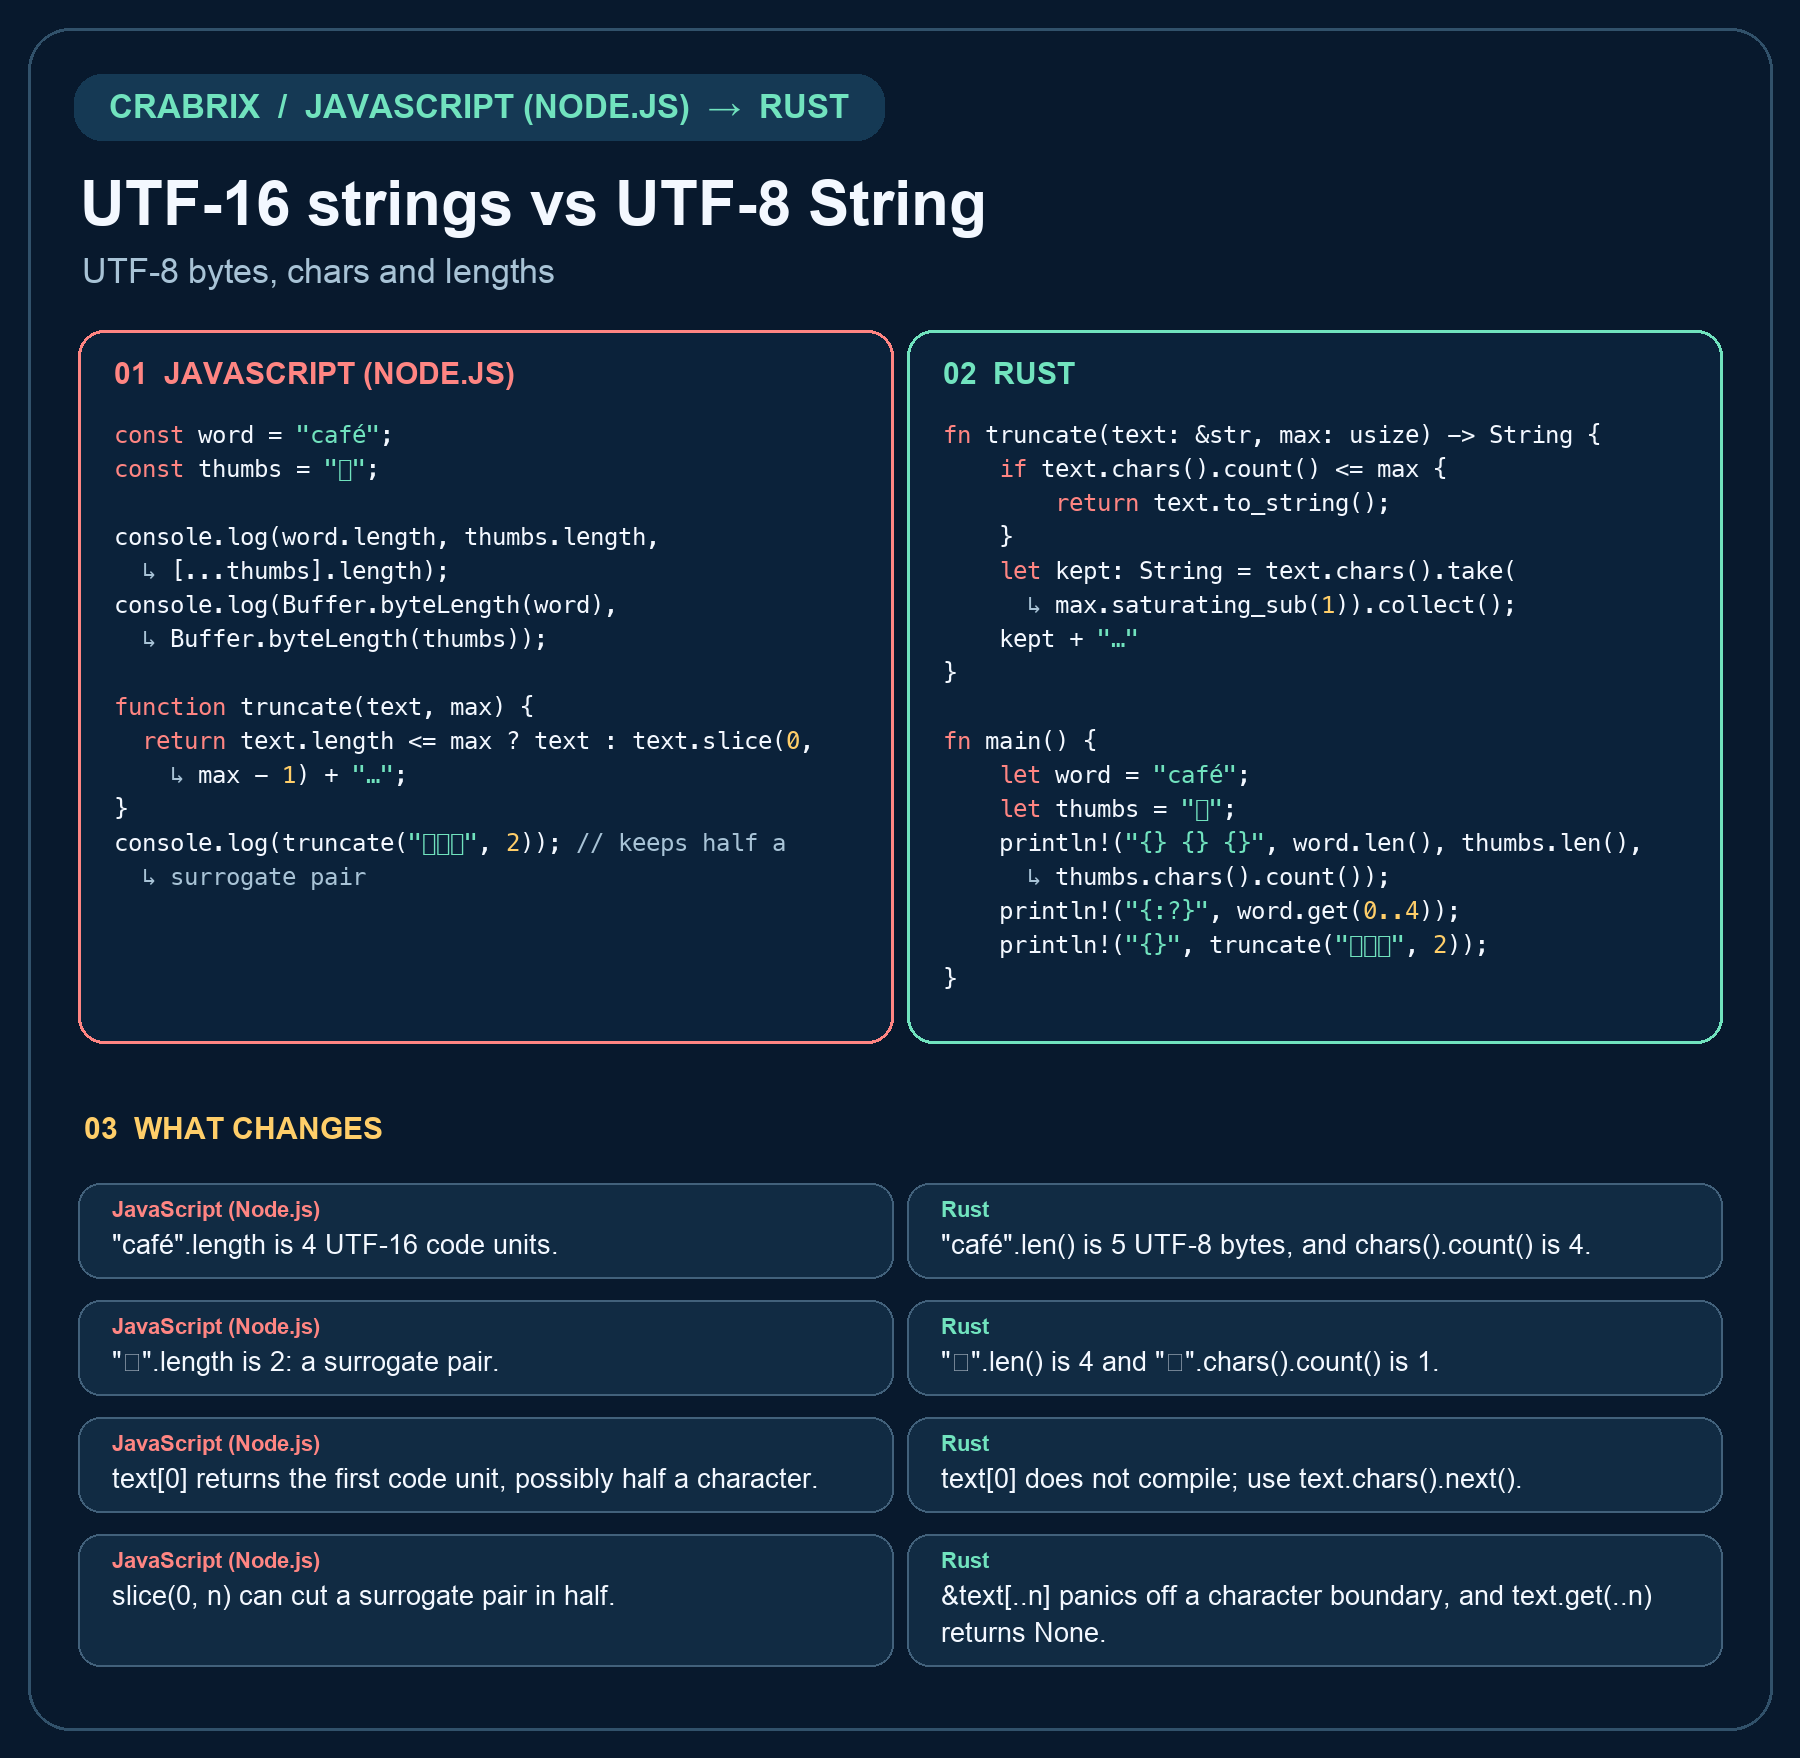 CRABRIX / JAVASCRIPT (NODE.JS) → RUST
UTF-16 strings vs UTF-8 String
UTF-8 bytes, chars and lengths
01 JAVASCRIPT (NODE.JS)
const word = "café";
const thumbs = "□";
console.log(word.length, thumbs.length,
↳ [...thumbs].length);
console.log(Buffer.byteLength(word),
↳ Buffer.byteLength(thumbs));
function truncate(text, max) {
return text.length <= max ? text : text.slice(0,
↳ max − 1) + "…";
}
console.log(truncate("□□□", 2)); // keeps half a
↳ surrogate pair
02 RUST
fn truncate(text: &str, max: usize) −> String {
if text.chars().count() <= max {
return text.to_string();
}
let kept: String = text.chars().take(
↳ max.saturating_sub(1)).collect();
kept + "…"
}
fn main() {
let word = "café";
let thumbs = "□";
println!("{} {} {}", word.len(), thumbs.len(),
↳ thumbs.chars().count());
println!("{:?}", word.get(0..4));
println!("{}", truncate("□□□", 2));
}
03 WHAT CHANGES
JavaScript (Node.js)
"café".length is 4 UTF-16 code units.
Rust
"café".len() is 5 UTF-8 bytes, and chars().count() is 4.
JavaScript (Node.js)
"□".length is 2: a surrogate pair.
Rust
"□".len() is 4 and "□".chars().count() is 1.
JavaScript (Node.js)
text[0] returns the first code unit, possibly half a character.
Rust
text[0] does not compile; use text.chars().next().
JavaScript (Node.js)
slice(0, n) can cut a surrogate pair in half.
Rust
&text[..n] panics off a character boundary, and text.get(..n)
returns None.